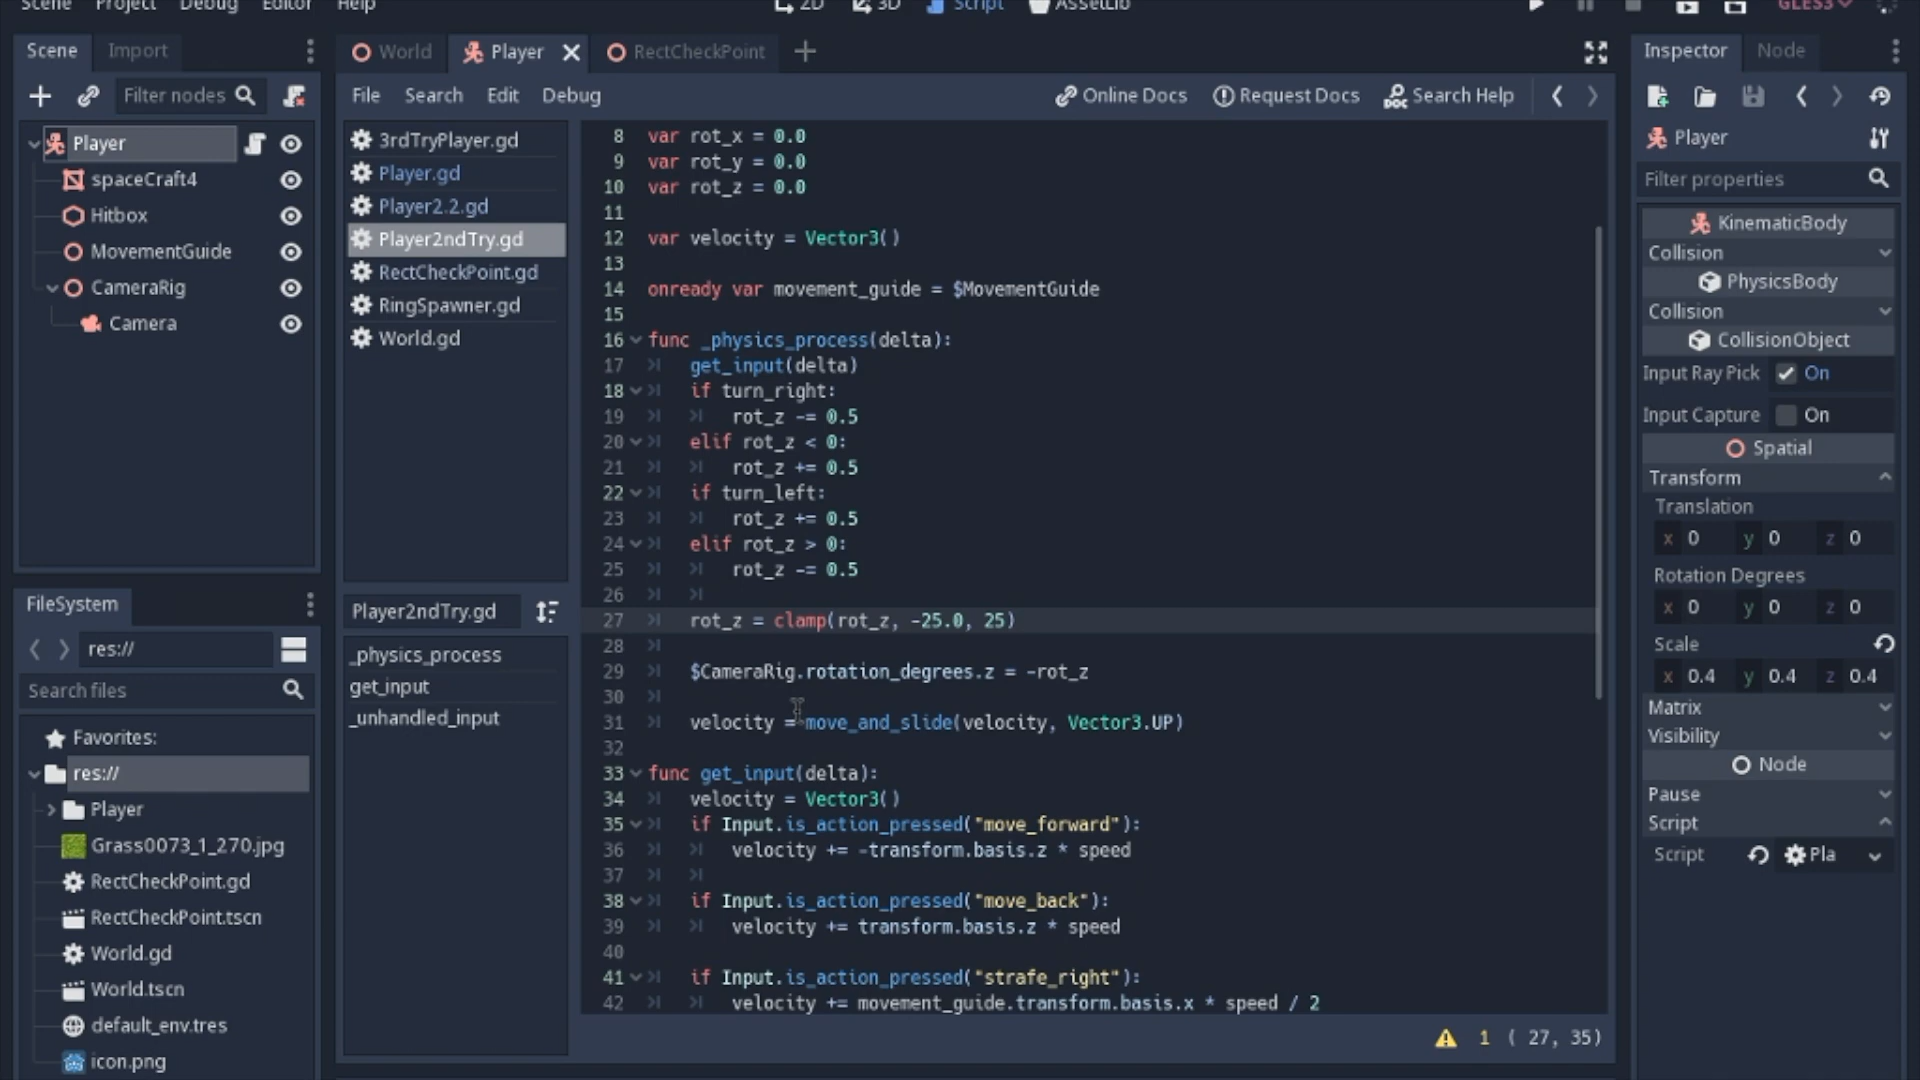 Scene Project Debug Editor Help
2D 3D Script AssetLib
GLES3
Scene Import
Filter nodes
Player
spaceCraft4
Hitbox
MovementGuide
CameraRig
Camera
FileSystem
res://
Search files
Favorites:
res://
Player
Grass0073_1_270.jpg
RectCheckPoint.gd
RectCheckPoint.tscn
World.gd
World.tscn
default_env.tres
icon.png
World Player RectCheckPoint
File Search Edit Debug
Online Docs Request Docs Search Help
3rdTryPlayer.gd
Player.gd
Player2.2.gd
Player2ndTry.gd
RectCheckPoint.gd
RingSpawner.gd
World.gd
Player2ndTry.gd
_physics_process
get_input
_unhandled_input
8 var rot_x = 0.0
9 var rot_y = 0.0
10 var rot_z = 0.0
11
12 var velocity = Vector3()
13
14 onready var movement_guide = $MovementGuide
15
16 func _physics_process(delta):
17 get_input(delta)
18 if turn_right:
19 rot_z -= 0.5
20 elif rot_z < 0:
21 rot_z += 0.5
22 if turn_left:
23 rot_z += 0.5
24 elif rot_z > 0:
25 rot_z -= 0.5
26
27 rot_z = clamp(rot_z, -25.0, 25)
28
29 $CameraRig.rotation_degrees.z = -rot_z
30
31 velocity = move_and_slide(velocity, Vector3.UP)
32
33 func get_input(delta):
34 velocity = Vector3()
35 if Input.is_action_pressed("move_forward"):
36 velocity += -transform.basis.z * speed
37
38 if Input.is_action_pressed("move_back"):
39 velocity += transform.basis.z * speed
40
41 if Input.is_action_pressed("strafe_right"):
42 velocity += movement_guide.transform.basis.x * speed / 2
1 ( 27, 35)
Inspector Node
Player
Filter properties
KinematicBody
Collision
PhysicsBody
Collision
CollisionObject
Input Ray Pick On
Input Capture On
Spatial
Transform
Translation
x 0 y 0 z 0
Rotation Degrees
x 0 y 0 z 0
Scale
x 0.4 y 0.4 z 0.4
Matrix
Visibility
Node
Pause
Script
Script Pla